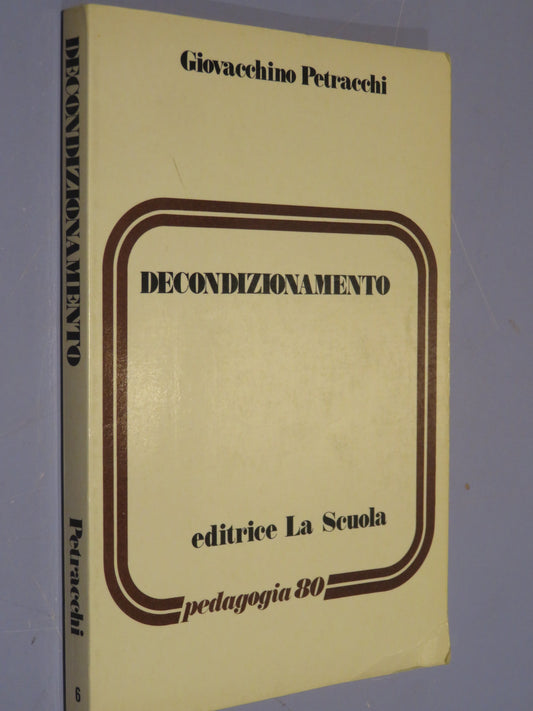 Giovacchino Petracchi
DECONDIZIONAMENTO
editrice La Scuola
pedagogia 80
DECONDIZIONAMENTO
Petracchi
6